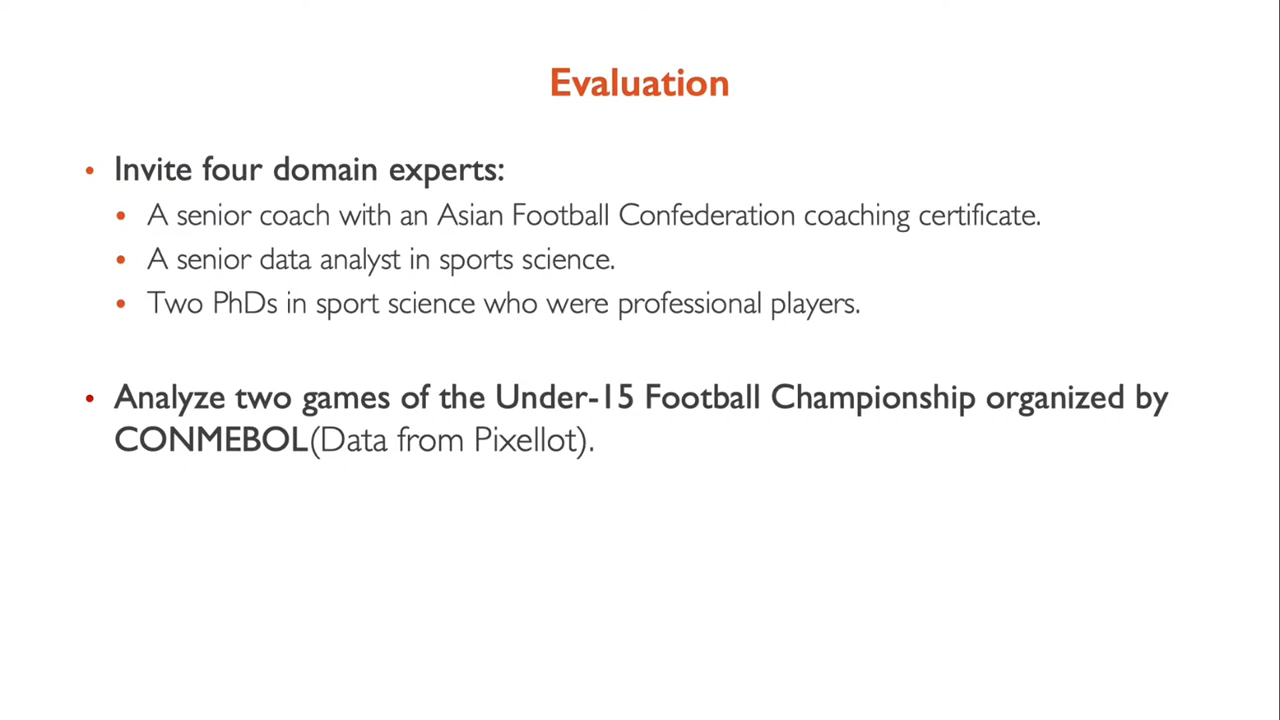 Evaluation
• Invite four domain experts:
• A senior coach with an Asian Football Confederation coaching certificate.
• A senior data analyst in sports science.
• Two PhDs in sport science who were professional players.
• Analyze two games of the Under-15 Football Championship organized by
CONMEBOL(Data from Pixellot).